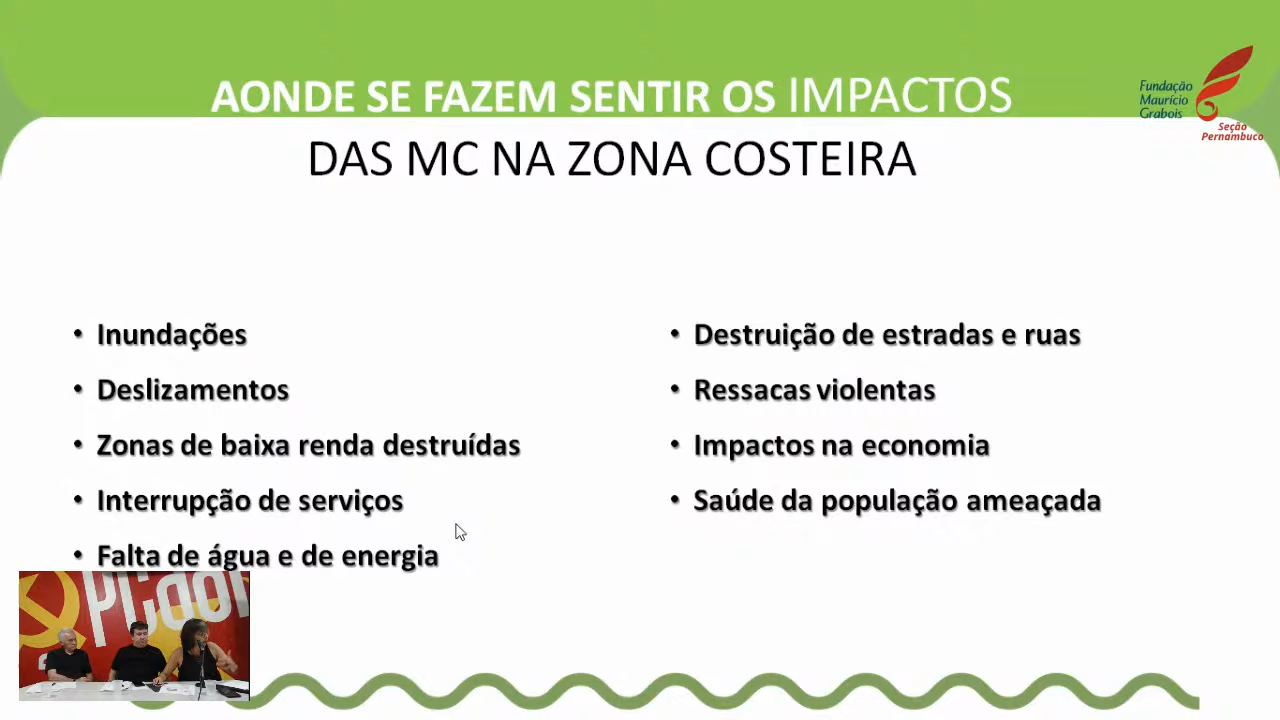 AONDE SE FAZEM SENTIR OS IMPACTOS
DAS MC NA ZONA COSTEIRA
Fundação
Maurício
Grabois
Seção
Pernambuco
• Inundações
• Deslizamentos
• Zonas de baixa renda destruídas
• Interrupção de serviços
• Falta de água e de energia
• Destruição de estradas e ruas
• Ressacas violentas
• Impactos na economia
• Saúde da população ameaçada
PCdoB